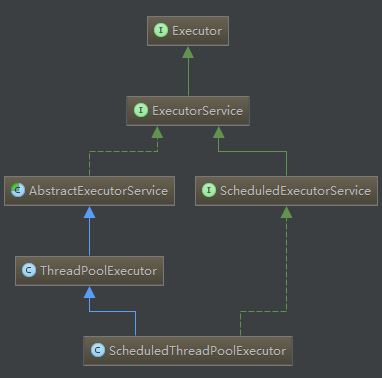 I Executor
I ExecutorService
C AbstractExecutorService
I ScheduledExecutorService
C ThreadPoolExecutor
C ScheduledThreadPoolExecutor